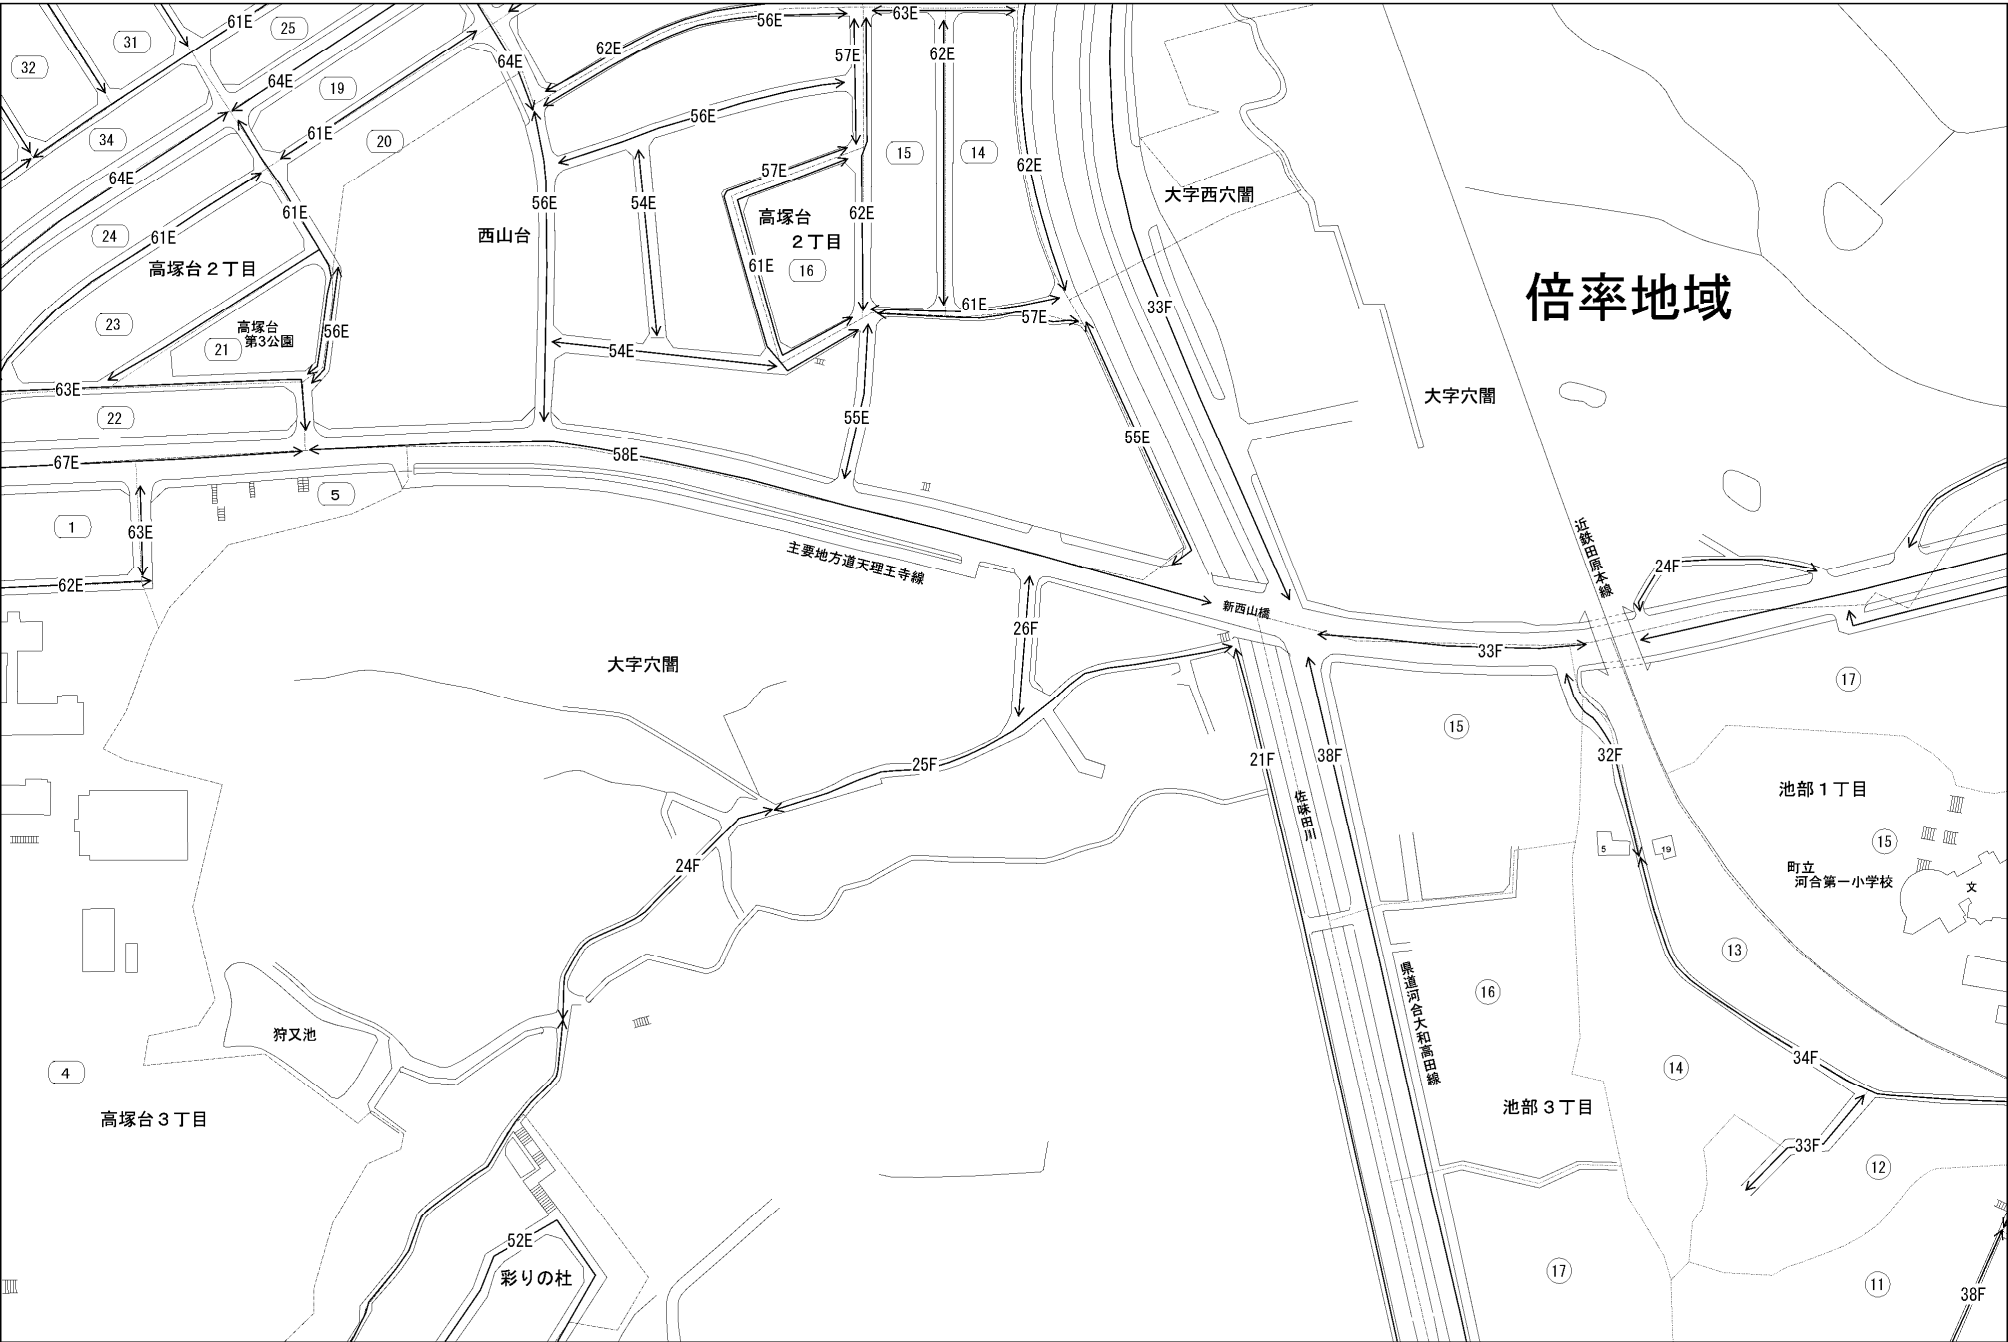 61E
56E
63E
25
31
62E
64E
57E
62E
32
64E
19
34
61E
56E
20
15
14
64E
57E
62E
56E
54E
61E
62E
大字西穴闇
24
61E
西山台
高塚台
２丁目
高塚台２丁目
61E
16
倍率地域
33F
61E
57E
23
高塚台
第3公園
56E
21
54E
63E
大字穴闇
22
55E
55E
67E
58E
5
1
63E
近鉄田原本線
主要地方道天理王寺線
24F
62E
新西山橋
26F
33F
大字穴闇
17
15
25F
21F
38F
32F
池部１丁目
佐味田川
15
5
19
24F
町立
河合第一小学校
文
13
県道河合大和高田線
16
狩又池
34F
14
4
池部３丁目
高塚台３丁目
33F
12
52E
17
彩りの杜
11
38F